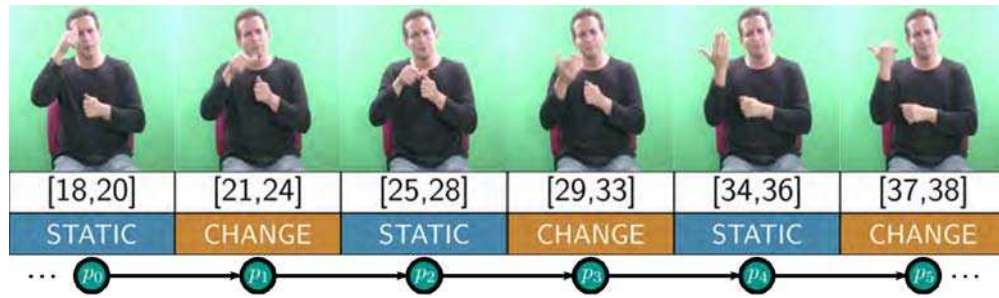 [18,20] [21,24] [25,28] [29,33] [34,36] [37,38]
STATIC CHANGE STATIC CHANGE STATIC CHANGE
... p₀ p₁ p₂ p₃ p₄ p₅ ...